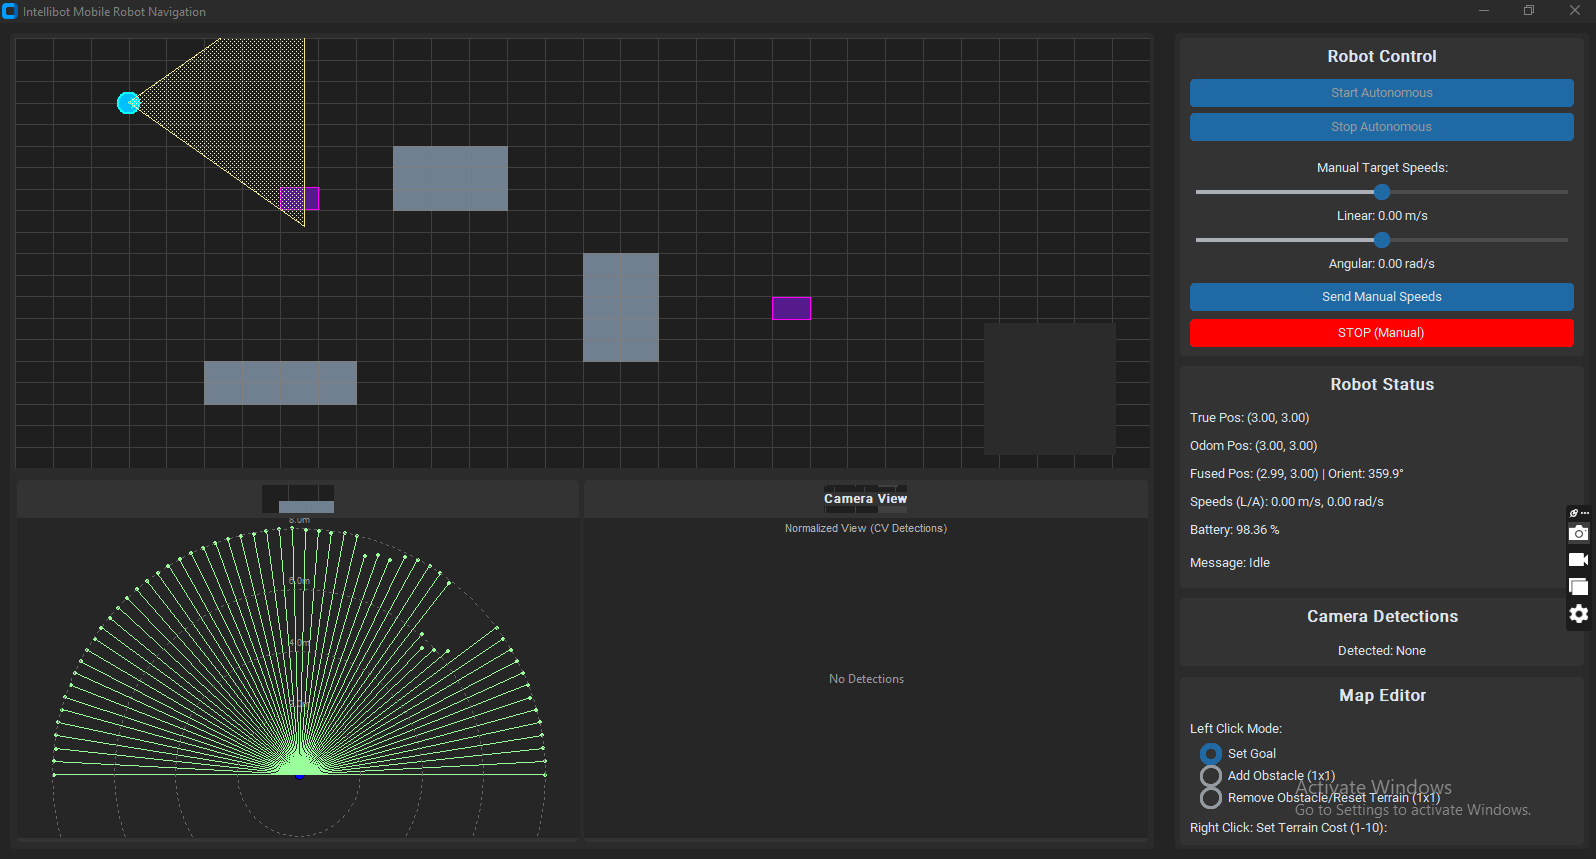 Intellibot Mobile Robot Navigation
Robot Control
Start Autonomous
Stop Autonomous
Manual Target Speeds:
Linear: 0.00 m/s
Angular: 0.00 rad/s
Send Manual Speeds
STOP (Manual)
Robot Status
True Pos: (3.00, 3.00)
Odom Pos: (3.00, 3.00)
Fused Pos: (2.99, 3.00) | Orient: 359.9°
Speeds (L/A): 0.00 m/s, 0.00 rad/s
Battery: 98.36 %
Message: Idle
Camera Detections
Detected: None
Map Editor
Left Click Mode:
Set Goal
Add Obstacle (1x1)
Remove Obstacle/Reset Terrain (1x1)
Right Click: Set Terrain Cost (1-10):
Activate Windows
Go to Settings to activate Windows.
8.0m
6.0m
4.0m
Camera View
Normalized View (CV Detections)
No Detections